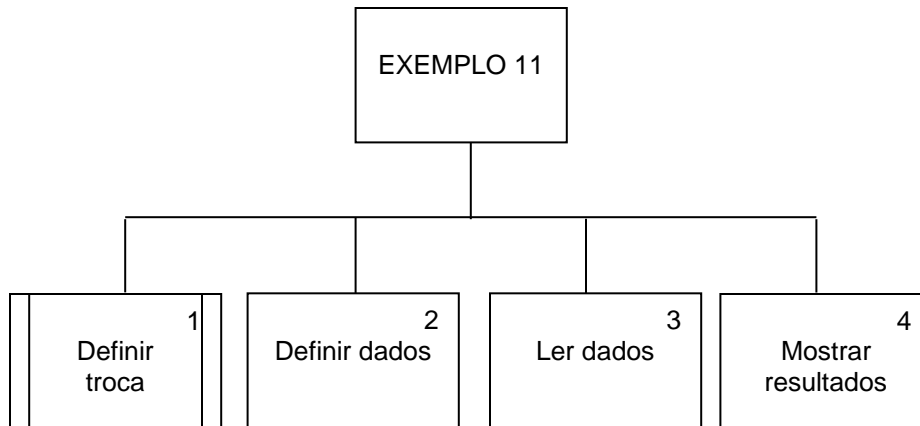 EXEMPLO 11
1
Definir
troca
2
Definir dados
3
Ler dados
4
Mostrar
resultados